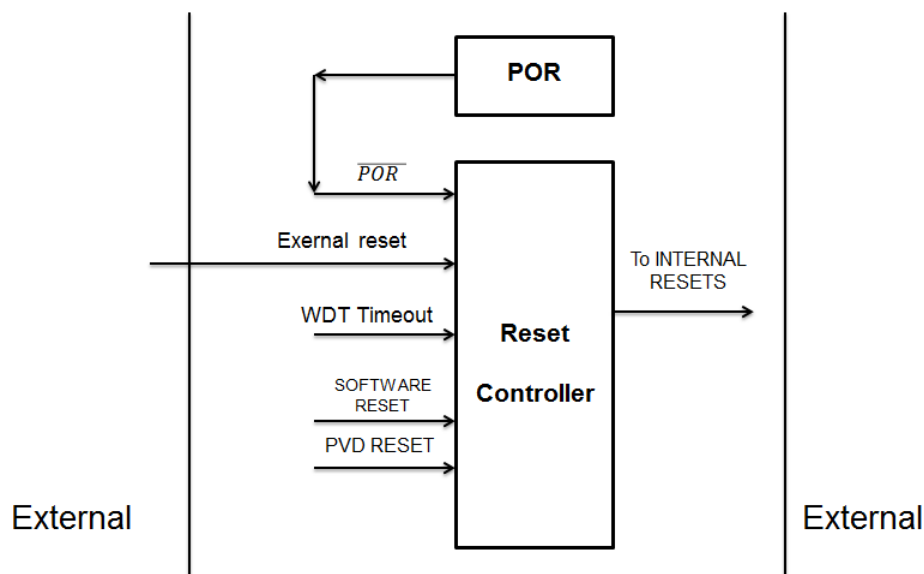 POR
POR
Exernal reset
To INTERNAL
RESETS
WDT Timeout
Reset
Controller
SOFTWARE
RESET
PVD RESET
External
External